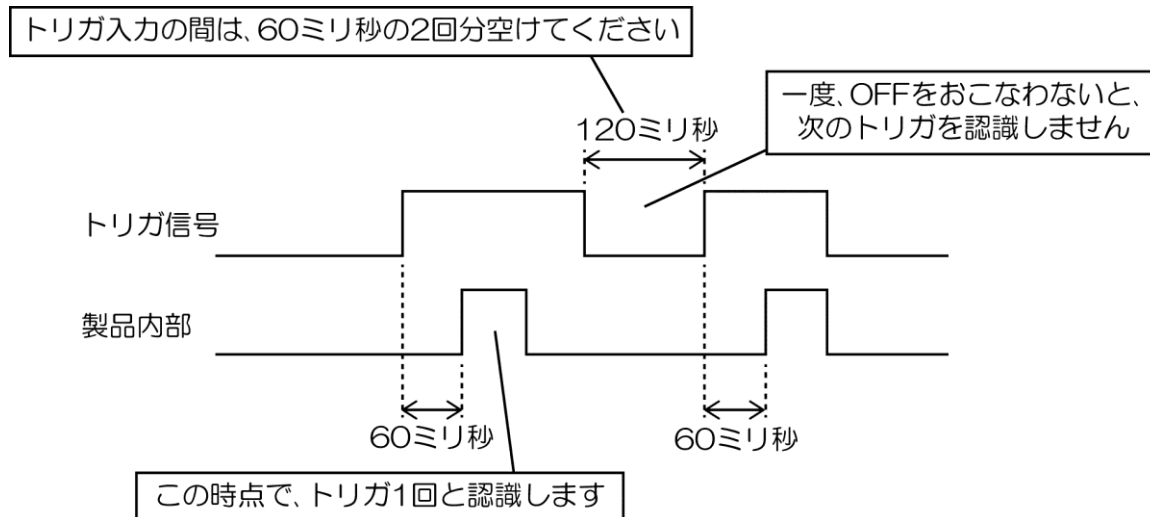 トリガ入力の間は、60ミリ秒の2回分空けてください
一度、OFFをおこなわないと、
次のトリガを認識しません
120ミリ秒
トリガ信号
製品内部
60ミリ秒
60ミリ秒
この時点で、トリガ1回と認識します